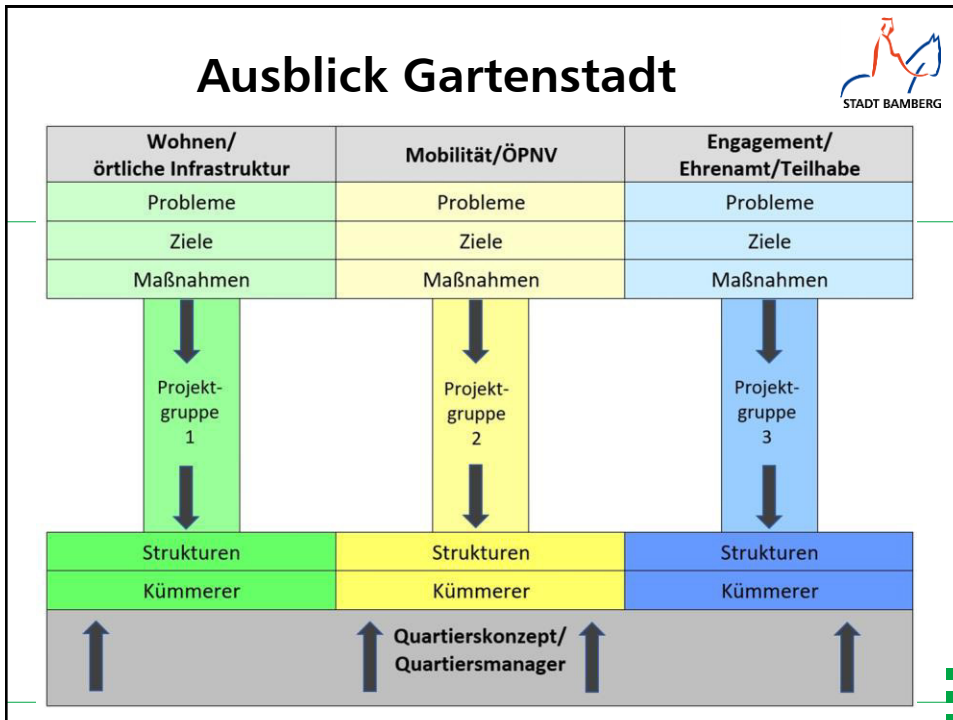 Ausblick Gartenstadt
STADT BAMBERG
Wohnen/
örtliche Infrastruktur
Mobilität/ÖPNV
Engagement/
Ehrenamt/Teilhabe
Probleme
Probleme
Probleme
Ziele
Ziele
Ziele
Maßnahmen
Maßnahmen
Maßnahmen
Projekt-
gruppe
1
Projekt-
gruppe
2
Projekt-
gruppe
3
Strukturen
Strukturen
Strukturen
Kümmerer
Kümmerer
Kümmerer
Quartierskonzept/
Quartiersmanager